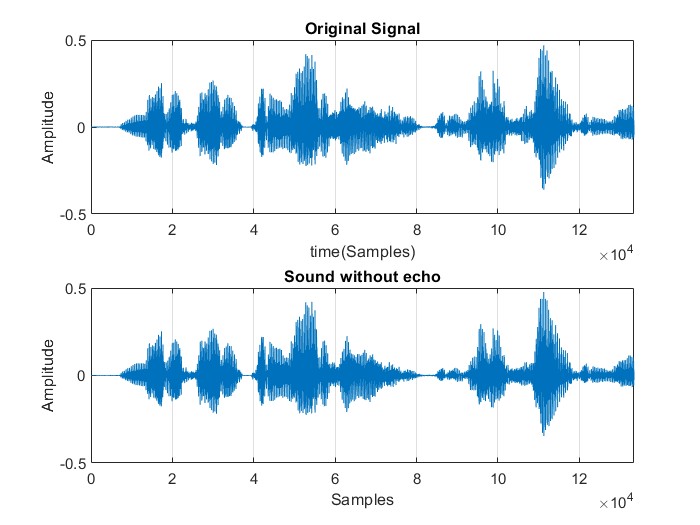 Original Signal
0.5
0
-0.5
Amplitude
0 2 4 6 8 10 12
×10^4
time(Samples)
Sound without echo
0.5
0
-0.5
Amplitude
0 2 4 6 8 10 12
×10^4
Samples